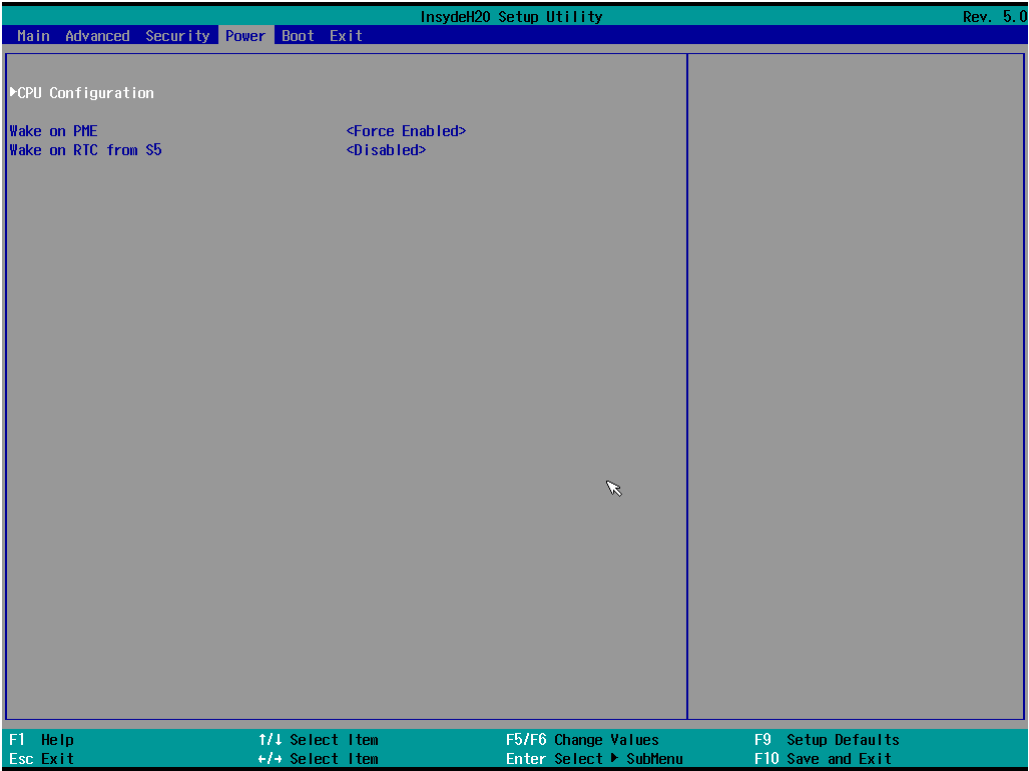 InsydeH2O Setup Utility Rev. 5.0
Main Advanced Security Power Boot Exit
▶CPU Configuration
Wake on PME <Force Enabled>
Wake on RTC from S5 <Disabled>
F1 Help ↑/↓ Select Item F5/F6 Change Values F9 Setup Defaults
Esc Exit ←/→ Select Item Enter Select ▶ SubMenu F10 Save and Exit